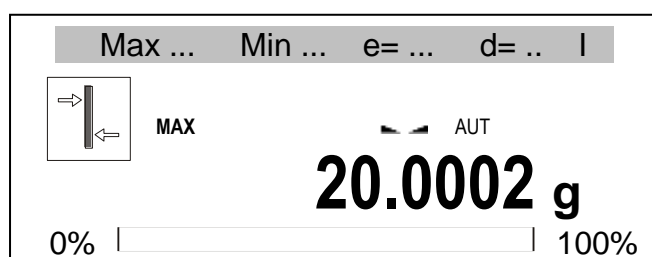 Max ... Min ... e= ... d= .. I
MAX AUT
20.0002 g
0% 100%